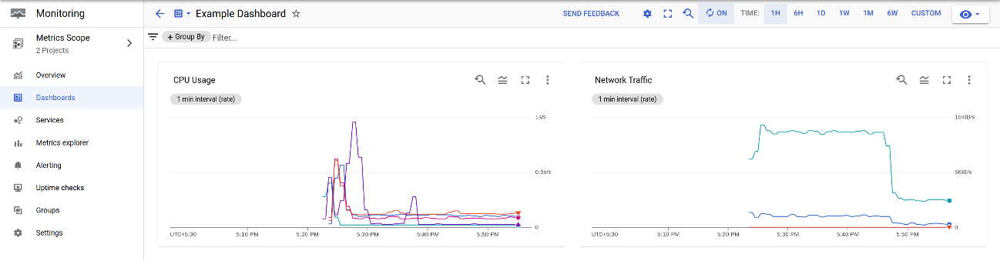 Monitoring
Example Dashboard
SEND FEEDBACK
ON
TIME:
1H
6H
1D
1W
1M
6W
CUSTOM
Metrics Scope
2 Projects
+ Group By
Filter...
Overview
Dashboards
Services
Metrics explorer
Alerting
Uptime checks
Groups
Settings
CPU Usage
1 min interval (rate)
1s/s
0.5s/s
0
UTC+5:30
5:10 PM
5:20 PM
5:30 PM
5:40 PM
5:50 PM
Network Traffic
1 min interval (rate)
10KiB/s
5KiB/s
0
UTC+5:30
5:10 PM
5:20 PM
5:30 PM
5:40 PM
5:50 PM